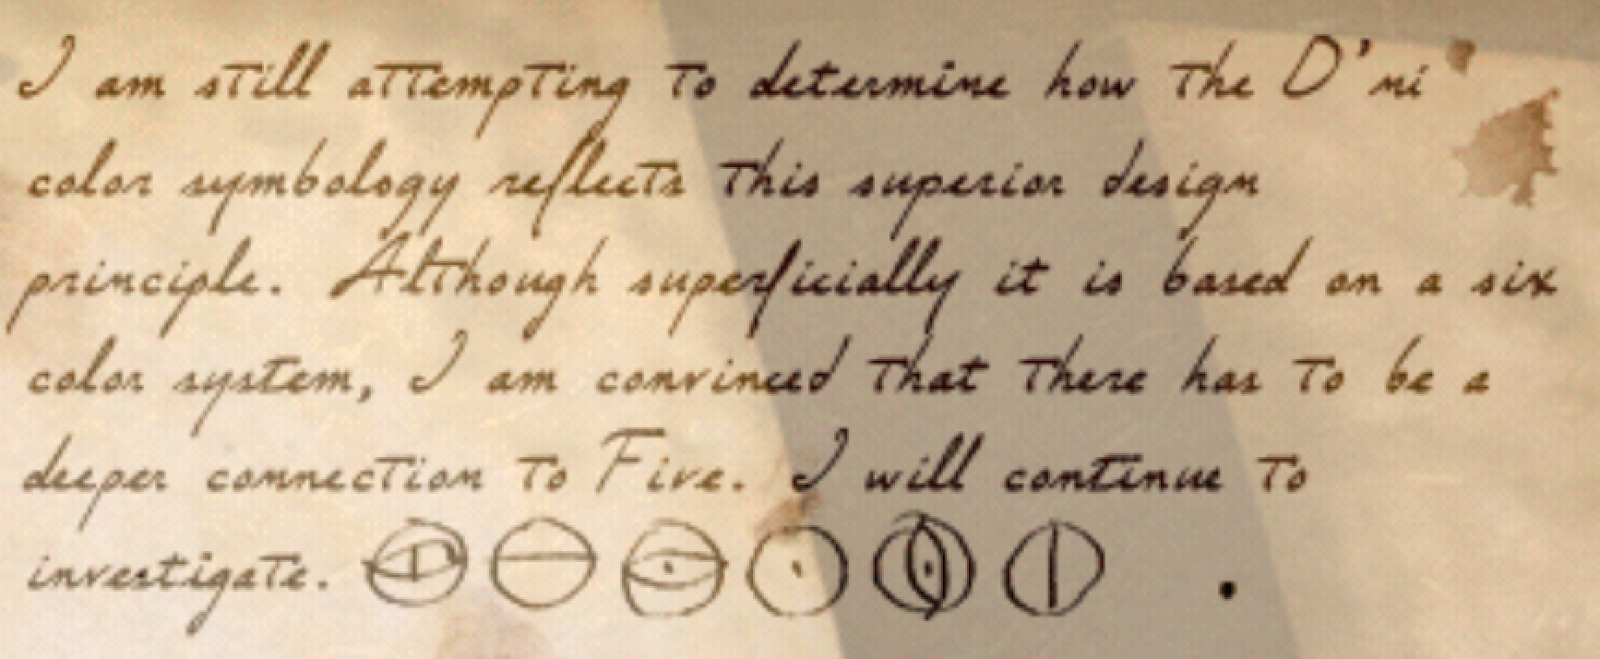 I am still attempting to determine how the D'ni
color symbology reflects this superior design
principle. Although superficially it is based on a six
color system, I am convinced that there has to be a
deeper connection to Five. I will continue to
investigate.